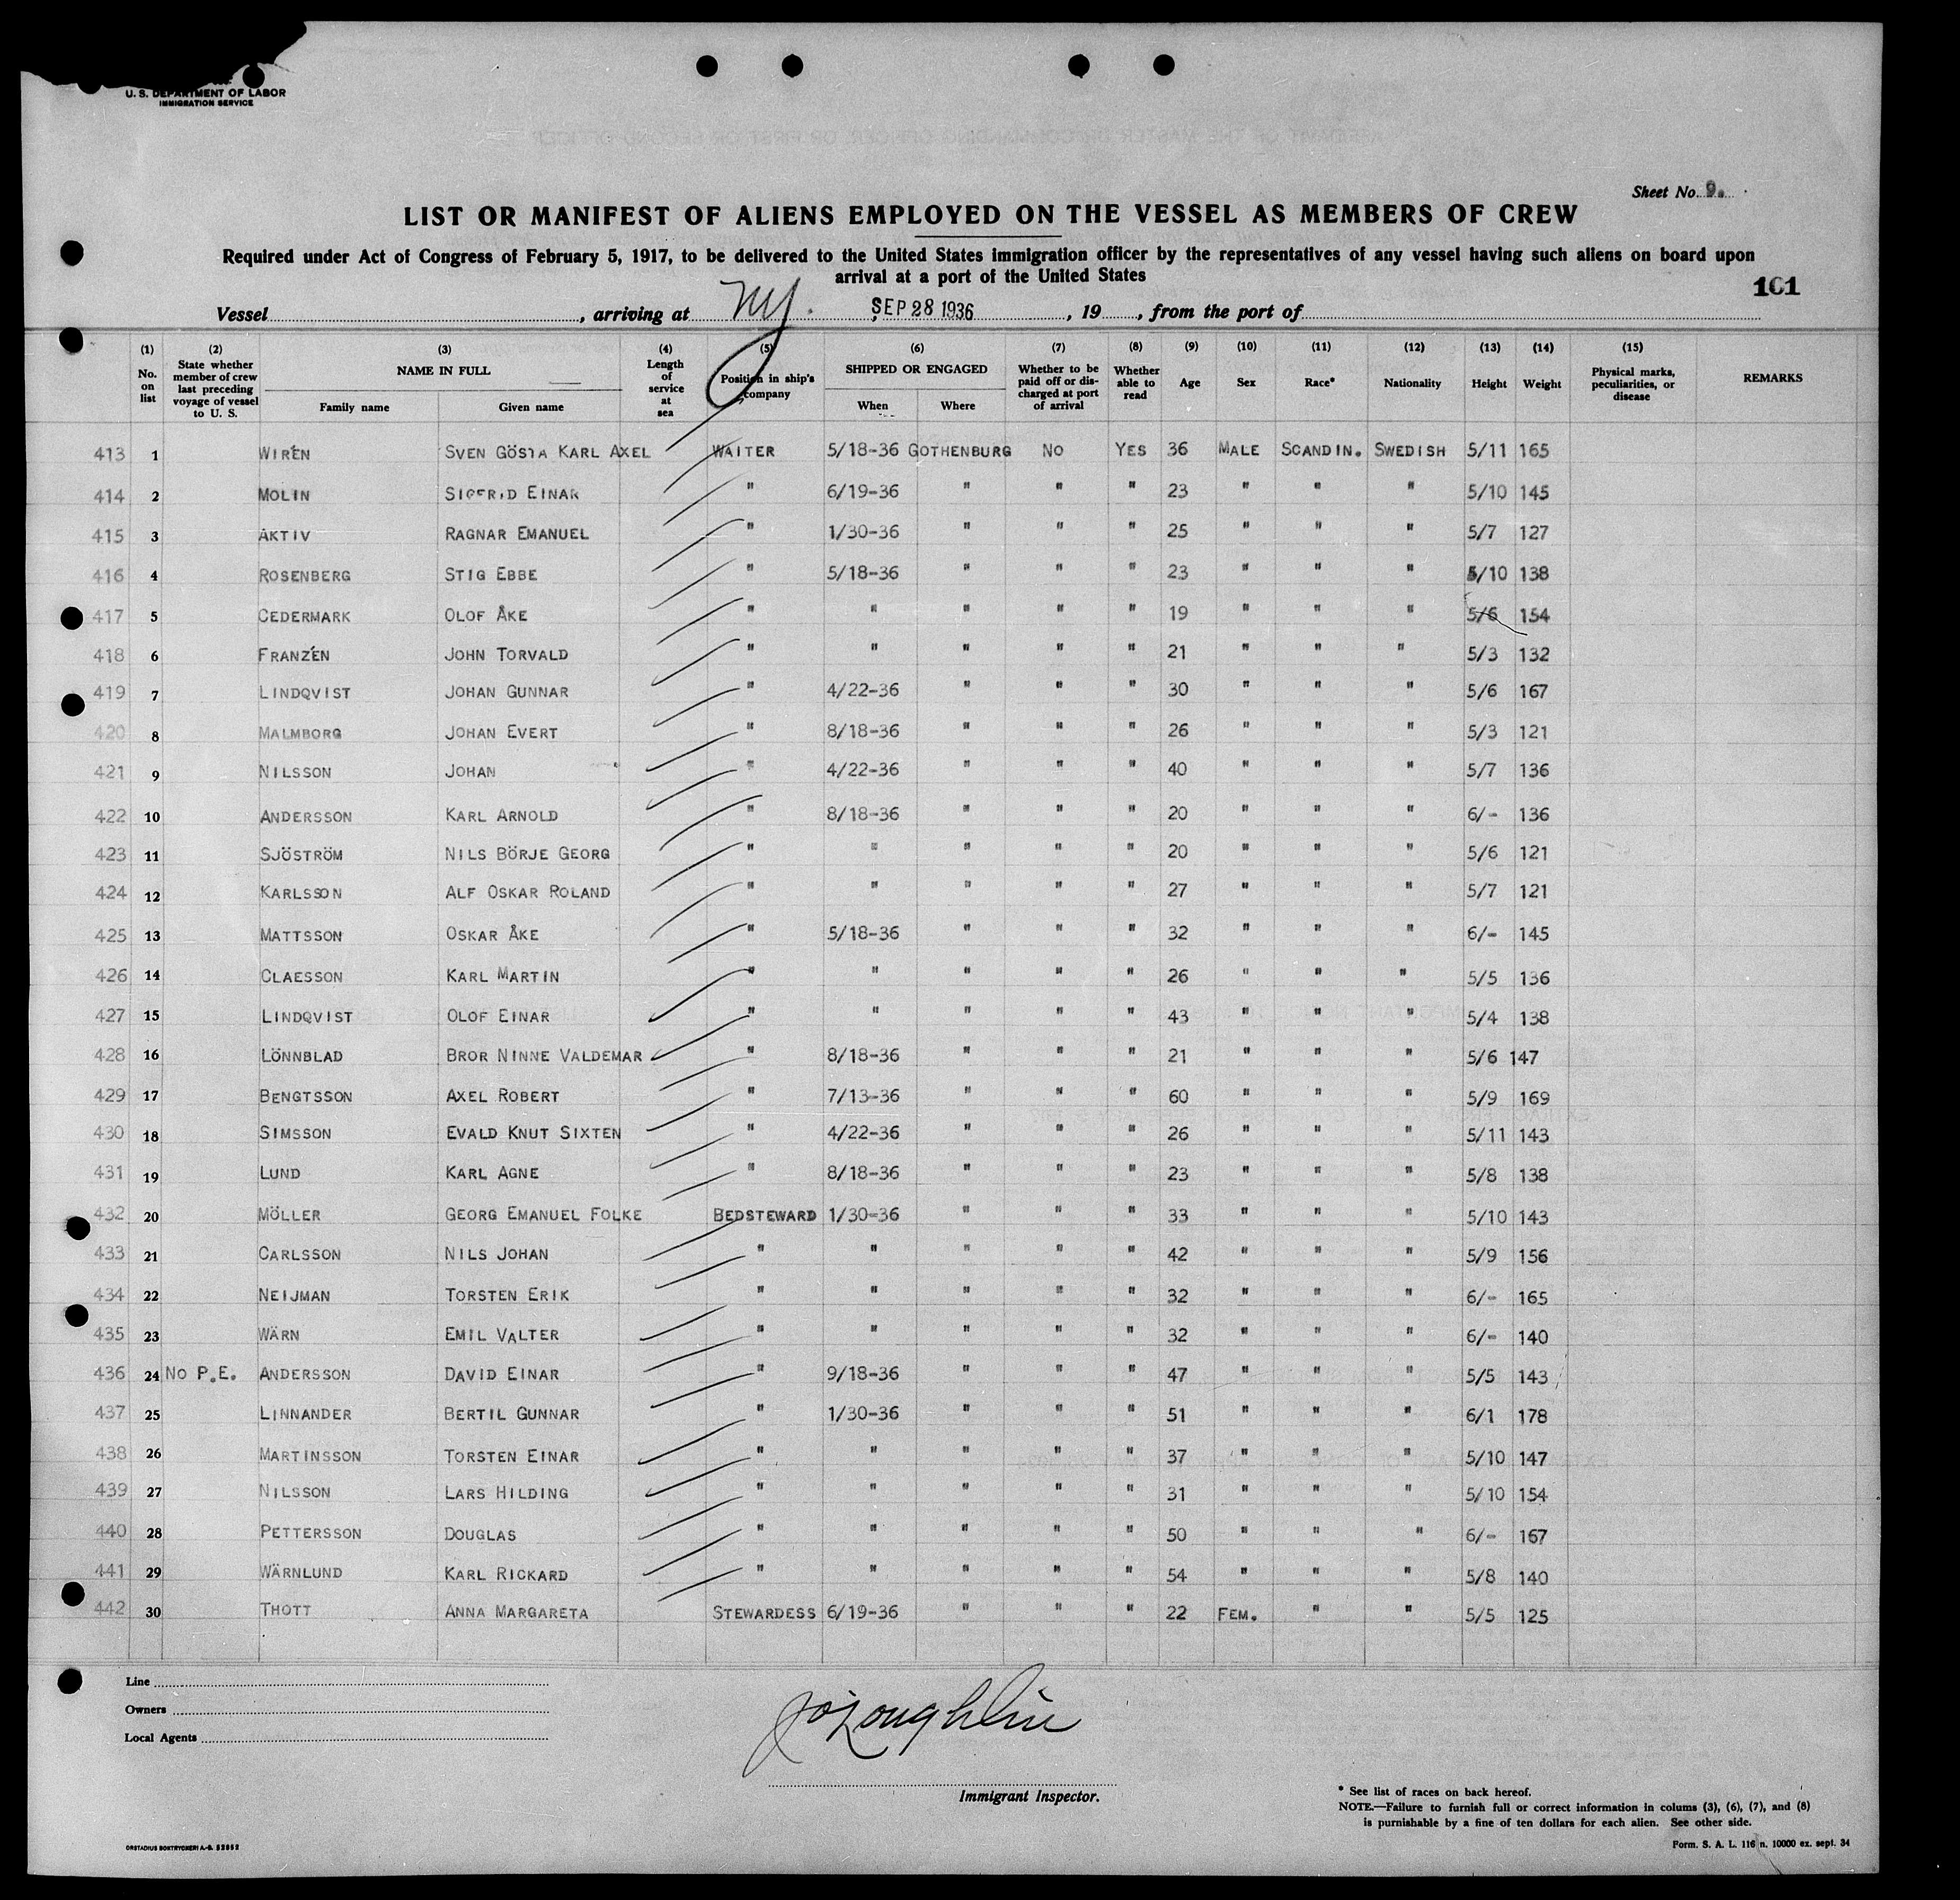 U. S. DEPARTMENT OF LABOR
IMMIGRATION SERVICE
Sheet No. 9.
LIST OR MANIFEST OF ALIENS EMPLOYED ON THE VESSEL AS MEMBERS OF CREW
Required under Act of Congress of February 5, 1917, to be delivered to the United States immigration officer by the representatives of any vessel having such aliens on board upon
arrival at a port of the United States
101
Vessel , arriving at NY. SEP 28 1936 , 19 , from the port of
(1) No. on list (2) State whether member of crew last preceding voyage of vessel to U. S. (3) NAME IN FULL Family name Given name (4) Length of service at sea (5) Position in ship's company (6) SHIPPED OR ENGAGED When Where (7) Whether to be paid off or discharged at port of arrival (8) Whether able to read (9) Age (10) Sex (11) Race* (12) Nationality (13) Height (14) Weight (15) Physical marks, peculiarities, or disease REMARKS
413 1 WIRÉN SVEN GÖSTA KARL AXEL WAITER 5/18-36 GOTHENBURG NO YES 36 MALE SCANDIN. SWEDISH 5/11 165
414 2 MOLIN SIGFRID EINAR " 6/19-36 " " " 23 " " " 5/10 145
415 3 AKTIV RAGNAR EMANUEL " 1/30-36 " " " 25 " " " 5/7 127
416 4 ROSENBERG STIG EBBE " 5/18-36 " " " 23 " " " 5/10 138
417 5 CEDERMARK OLOF ÅKE " " " " " 19 " " " 5/6 154
418 6 FRANZÉN JOHN TORVALD " " " " " 21 " " " 5/3 132
419 7 LINDQVIST JOHAN GUNNAR " 4/22-36 " " " 30 " " " 5/6 167
420 8 MALMBORG JOHAN EVERT " 8/18-36 " " " 26 " " " 5/3 121
421 9 NILSSON JOHAN " 4/22-36 " " " 40 " " " 5/7 136
422 10 ANDERSSON KARL ARNOLD " 8/18-36 " " " 20 " " " 6/- 136
423 11 SJÖSTRÖM NILS BÖRJE GEORG " " " " " 20 " " " 5/6 121
424 12 KARLSSON ALF OSKAR ROLAND " " " " " 27 " " " 5/7 121
425 13 MATTSSON OSKAR ÅKE " 5/18-36 " " " 32 " " " 6/- 145
426 14 CLAESSON KARL MARTIN " " " " " 26 " " " 5/5 136
427 15 LINDQVIST OLOF EINAR " " " " " 43 " " " 5/4 138
428 16 LÖNNBLAD BROR NINNE VALDEMAR " 8/18-36 " " " 21 " " " 5/6 147
429 17 BENGTSSON AXEL ROBERT " 7/13-36 " " " 60 " " " 5/9 169
430 18 SIMSSON EVALD KNUT SIXTEN " 4/22-36 " " " 26 " " " 5/11 143
431 19 LUND KARL AGNE " 8/18-36 " " " 23 " " " 5/8 138
432 20 MÖLLER GEORG EMANUEL FOLKE BEDSTEWARD 1/30-36 " " " 33 " " " 5/10 143
433 21 CARLSSON NILS JOHAN " " " " " 42 " " " 5/9 156
434 22 NEIJMAN TORSTEN ERIK " " " " " 32 " " " 6/- 165
435 23 WÄRN EMIL VALTER " " " " " 32 " " " 6/- 140
436 24 NO P.E. ANDERSSON DAVID EINAR " 9/18-36 " " " 47 " " " 5/5 143
437 25 LINNANDER BERTIL GUNNAR " 1/30-36 " " " 51 " " " 6/1 178
438 26 MARTINSSON TORSTEN EINAR " " " " " 37 " " " 5/10 147
439 27 NILSSON LARS HILDING " " " " " 31 " " " 5/10 154
440 28 PETTERSSON DOUGLAS " " " " " 50 " " " 6/- 167
441 29 WÄRNLUND KARL RICKARD " " " " " 54 " " " 5/8 140
442 30 THOTT ANNA MARGARETA STEWARDESS 6/19-36 " " " 22 FEM. " " 5/5 125
Line
Owners
Local Agents
JO'Loughlin
Immigrant Inspector.
* See list of races on back hereof.
NOTE.—Failure to furnish full or correct information in colums (3), (6), (7), and (8)
is purnishable by a fine of ten dollars for each alien. See other side.
ORSTADIUS BOKTRYCKERI A.-B. 52952
Form. S. A. L. 116 n. 10000 ex. sept. 34